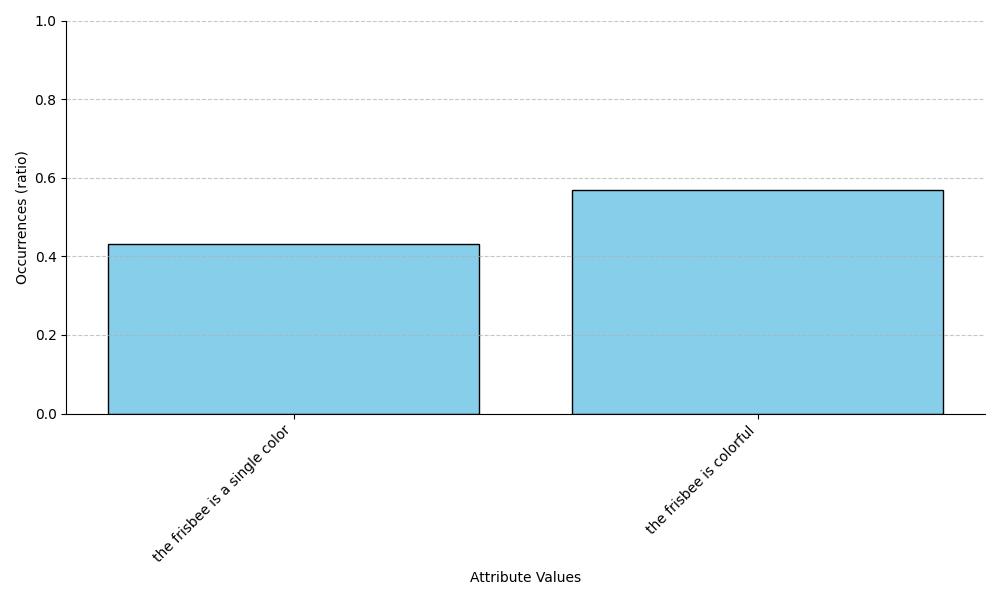 1.0
0.8
0.6
0.4
0.2
0.0
Occurrences (ratio)
the frisbee is a single color
the frisbee is colorful
Attribute Values